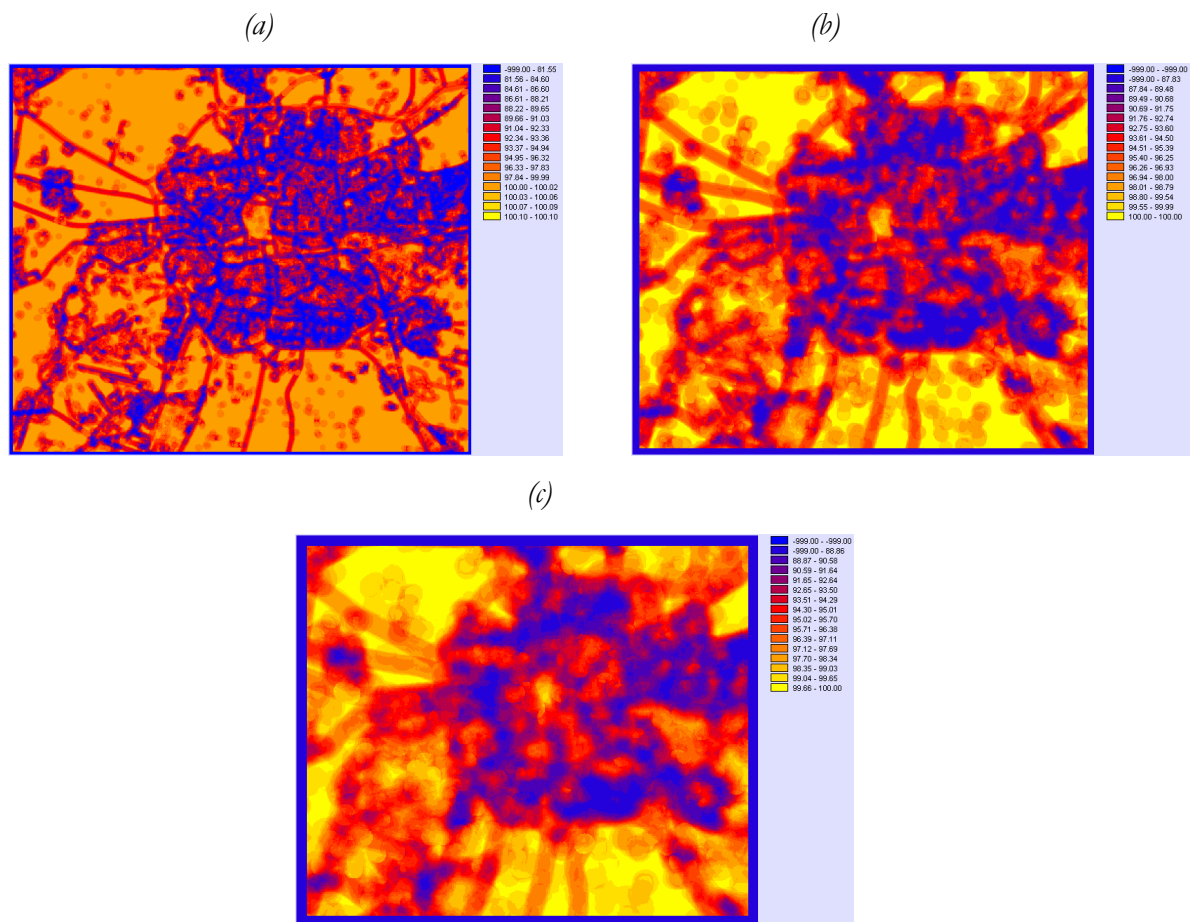 (a)
-999.00 - 81.55
81.56 - 84.60
84.61 - 86.60
86.61 - 88.21
88.22 - 89.65
89.66 - 91.03
91.04 - 92.33
92.34 - 93.36
93.37 - 94.94
94.95 - 96.32
96.33 - 97.83
97.84 - 99.99
100.00 - 100.02
100.03 - 100.06
100.07 - 100.09
100.10 - 100.10
(b)
-999.00 - -999.00
-999.00 - 87.83
87.84 - 89.48
89.49 - 90.68
90.69 - 91.75
91.76 - 92.74
92.75 - 93.60
93.61 - 94.50
94.51 - 95.39
95.40 - 96.25
96.26 - 96.93
96.94 - 98.00
98.01 - 98.79
98.80 - 99.54
99.55 - 99.99
100.00 - 100.00
(c)
-999.00 - -999.00
-999.00 - 88.86
88.87 - 90.58
90.59 - 91.64
91.65 - 92.64
92.65 - 93.50
93.51 - 94.29
94.30 - 95.01
95.02 - 95.70
95.71 - 96.38
96.39 - 97.11
97.12 - 97.69
97.70 - 98.34
98.35 - 99.03
99.04 - 99.65
99.66 - 100.00